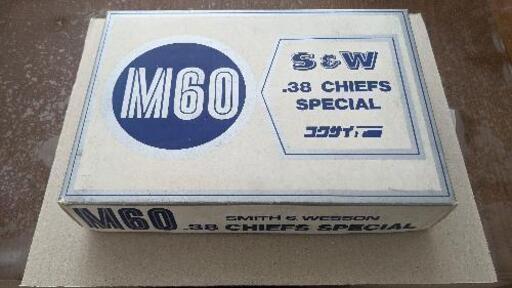 M60
S&W
.38 CHIEFS
SPECIAL
コクサイ
M60
SMITH & WESSON
.38 CHIEFS SPECIAL